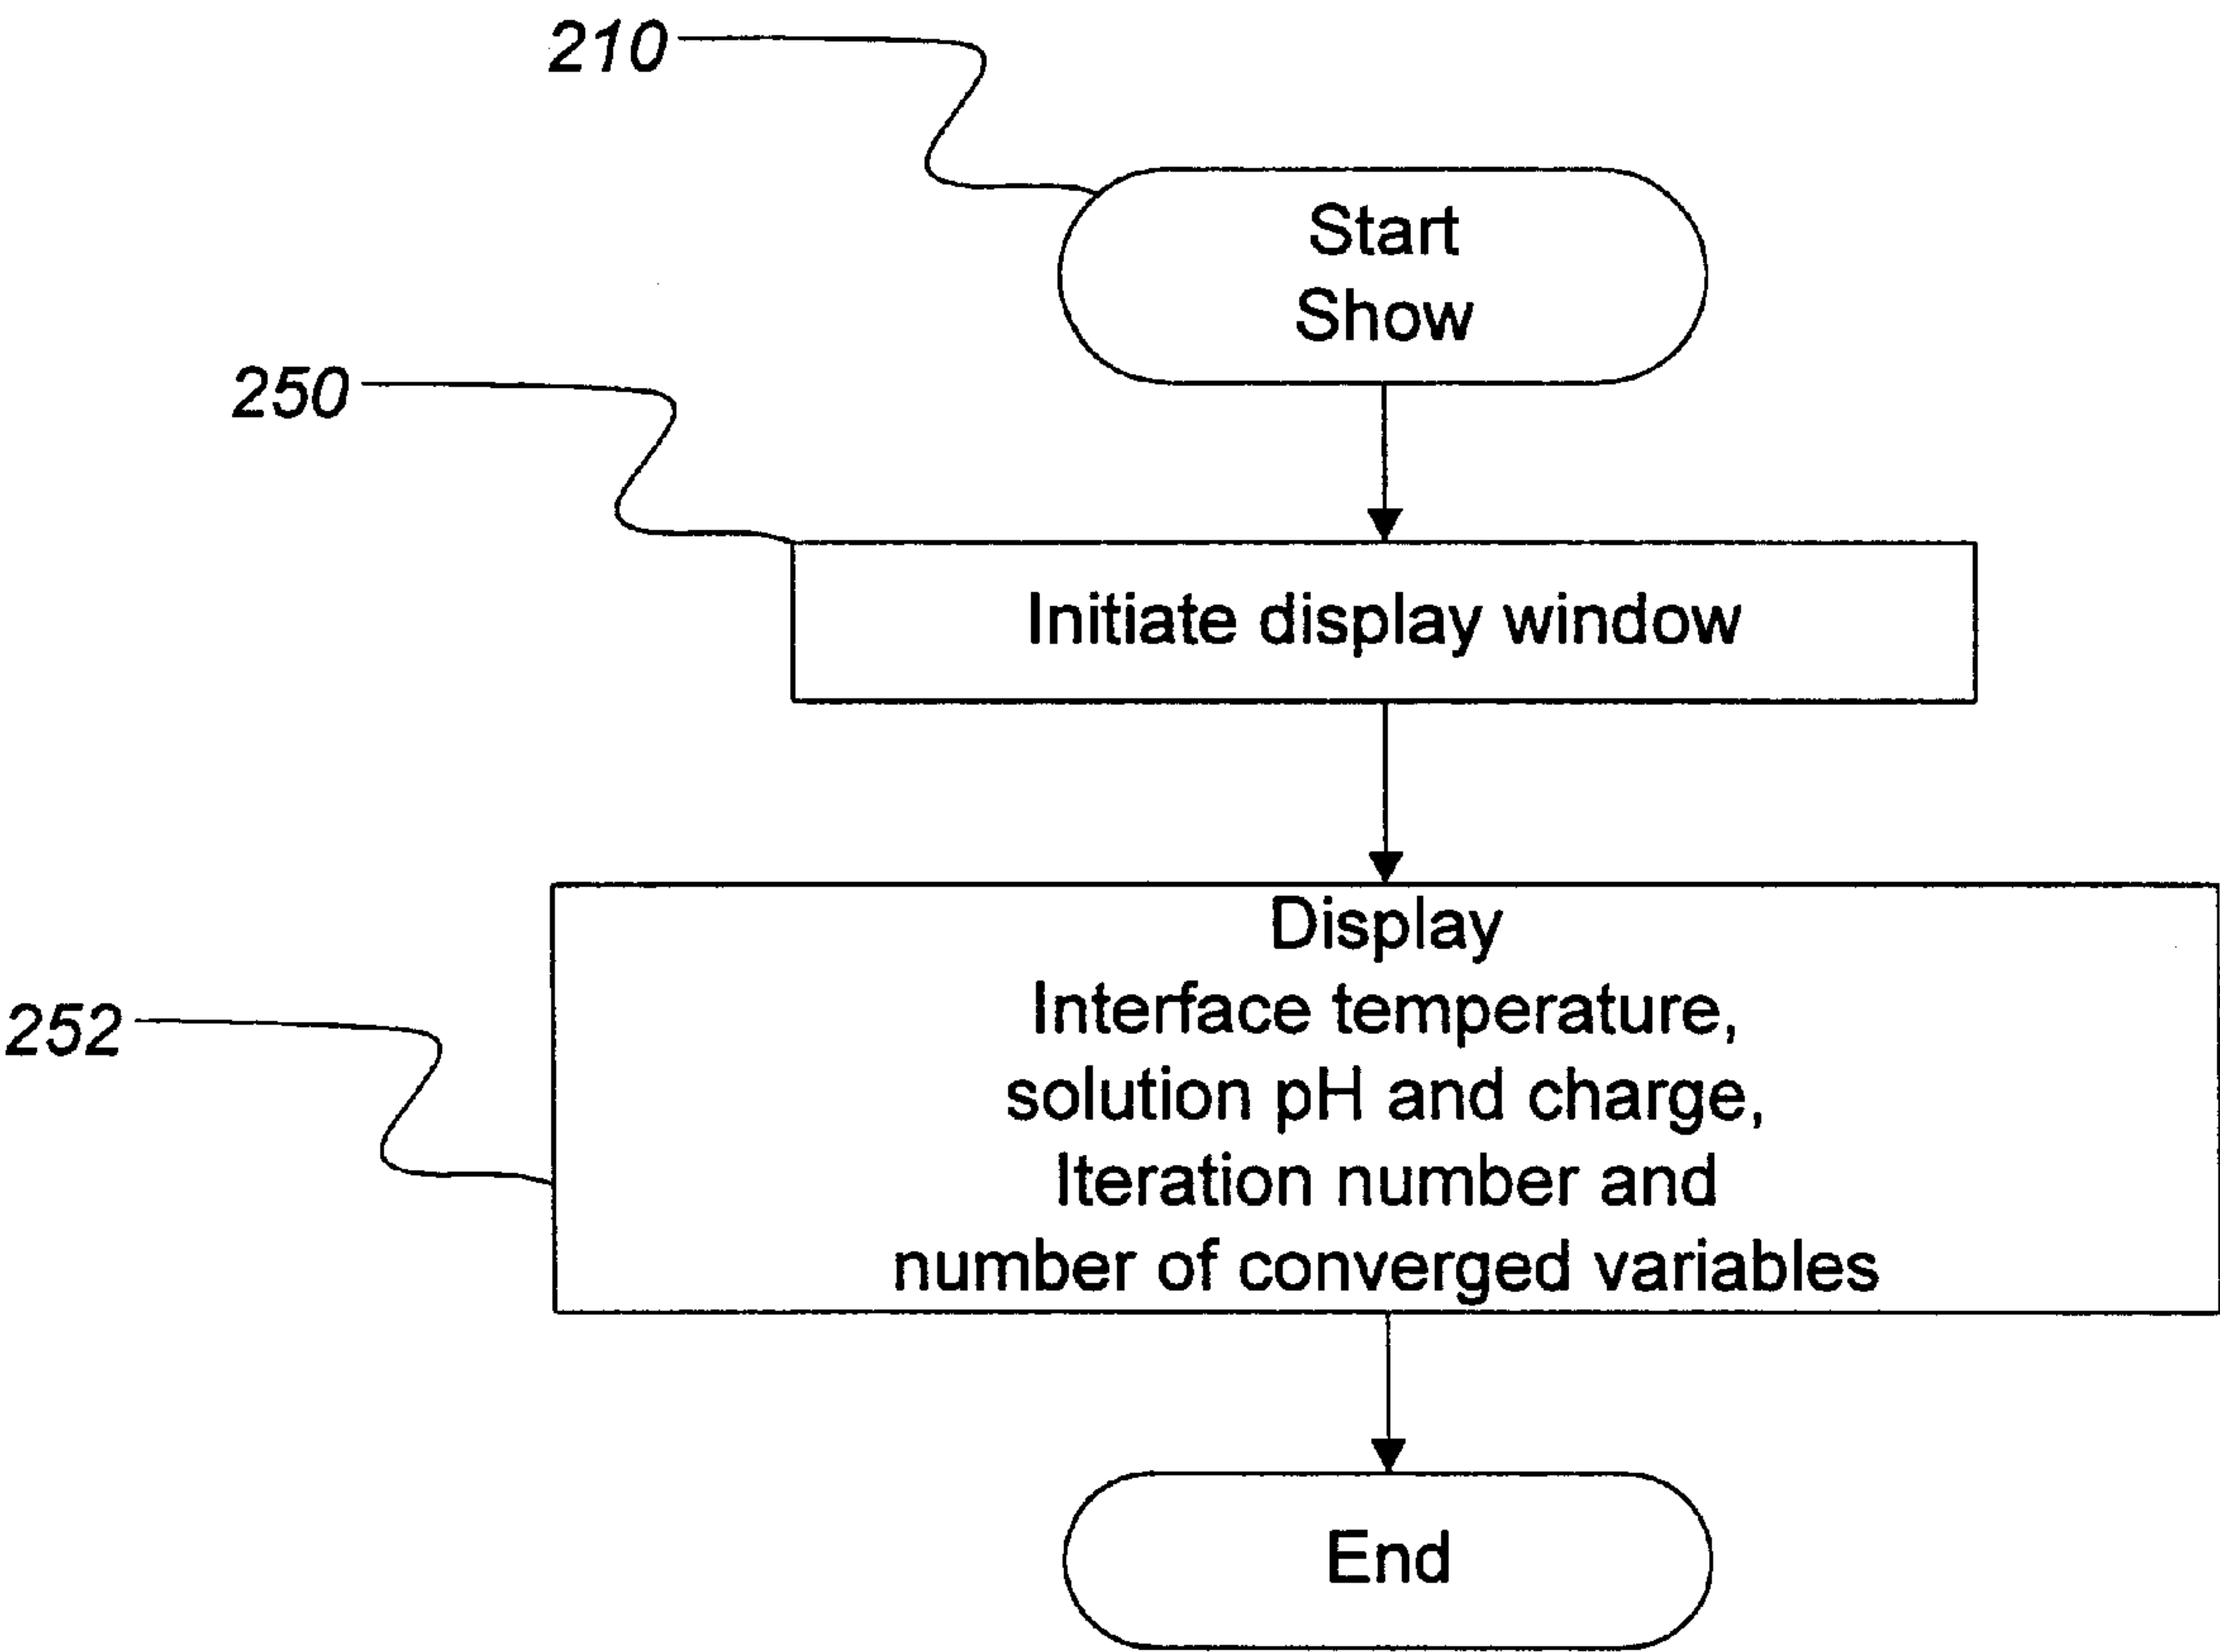 210
Start
Show
250
Initiate display window
Display
Interface temperature,
252
solution pH and charge,
Iteration number and
number of converged variables
End